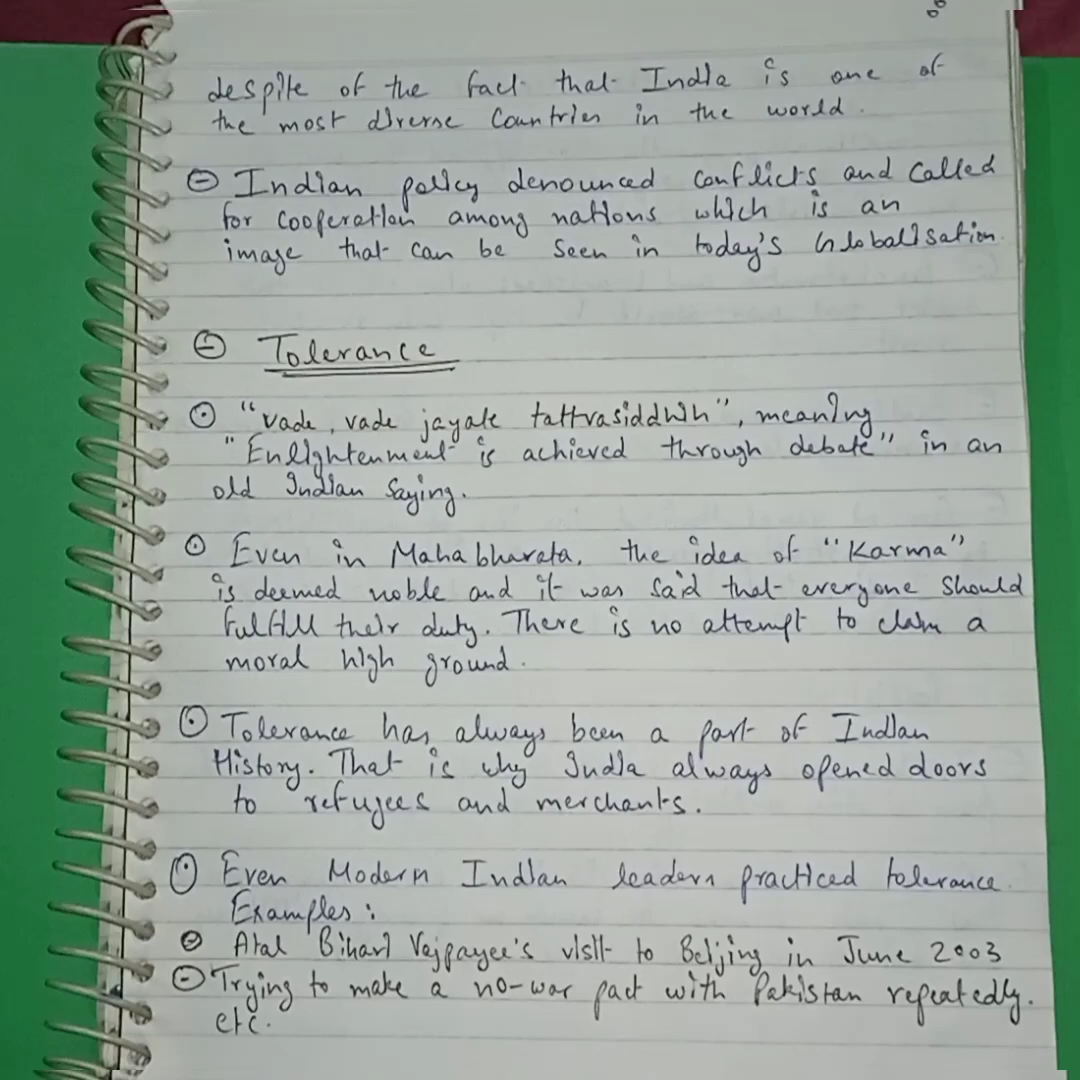 despite of the fact that India is one of
the most diverse Countries in the world.
Indian policy denounced conflicts and called
for cooperation among nations which is an
image that can be seen in today's Globalisation.
Tolerance
"vade, vade jayate tattvasiddhih", meaning
"Enlightenment is achieved through debate" in an
old Indian Saying.
Even in Mahabharata, the idea of "Karma"
is deemed noble and it was said that everyone should
fulfill their duty. There is no attempt to claim a
moral high ground.
Tolerance has always been a part of Indian
History. That is why India always opened doors
to refugees and merchants.
Even Modern Indian leaders practiced tolerance.
Examples:
Atal Bihari Vajpayee's visit to Beijing in June 2003
Trying to make a no-war pact with Pakistan repeatedly.
etc.